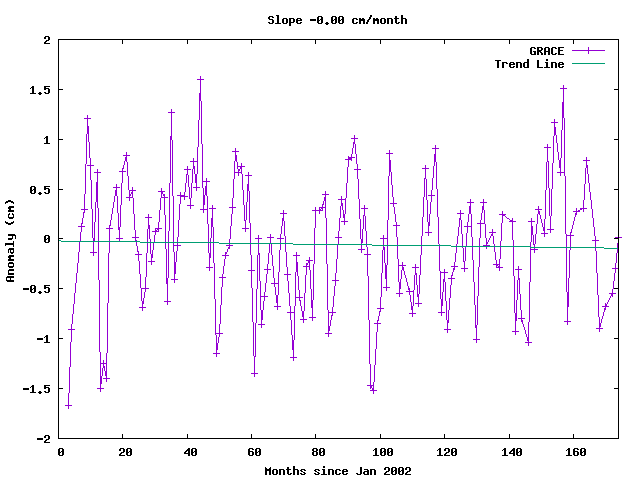 Slope -0.00 cm/month
GRACE
Trend Line
2
1.5
1
0.5
0
-0.5
-1
-1.5
-2
Anomaly (cm)
0 20 40 60 80 100 120 140 160
Months since Jan 2002